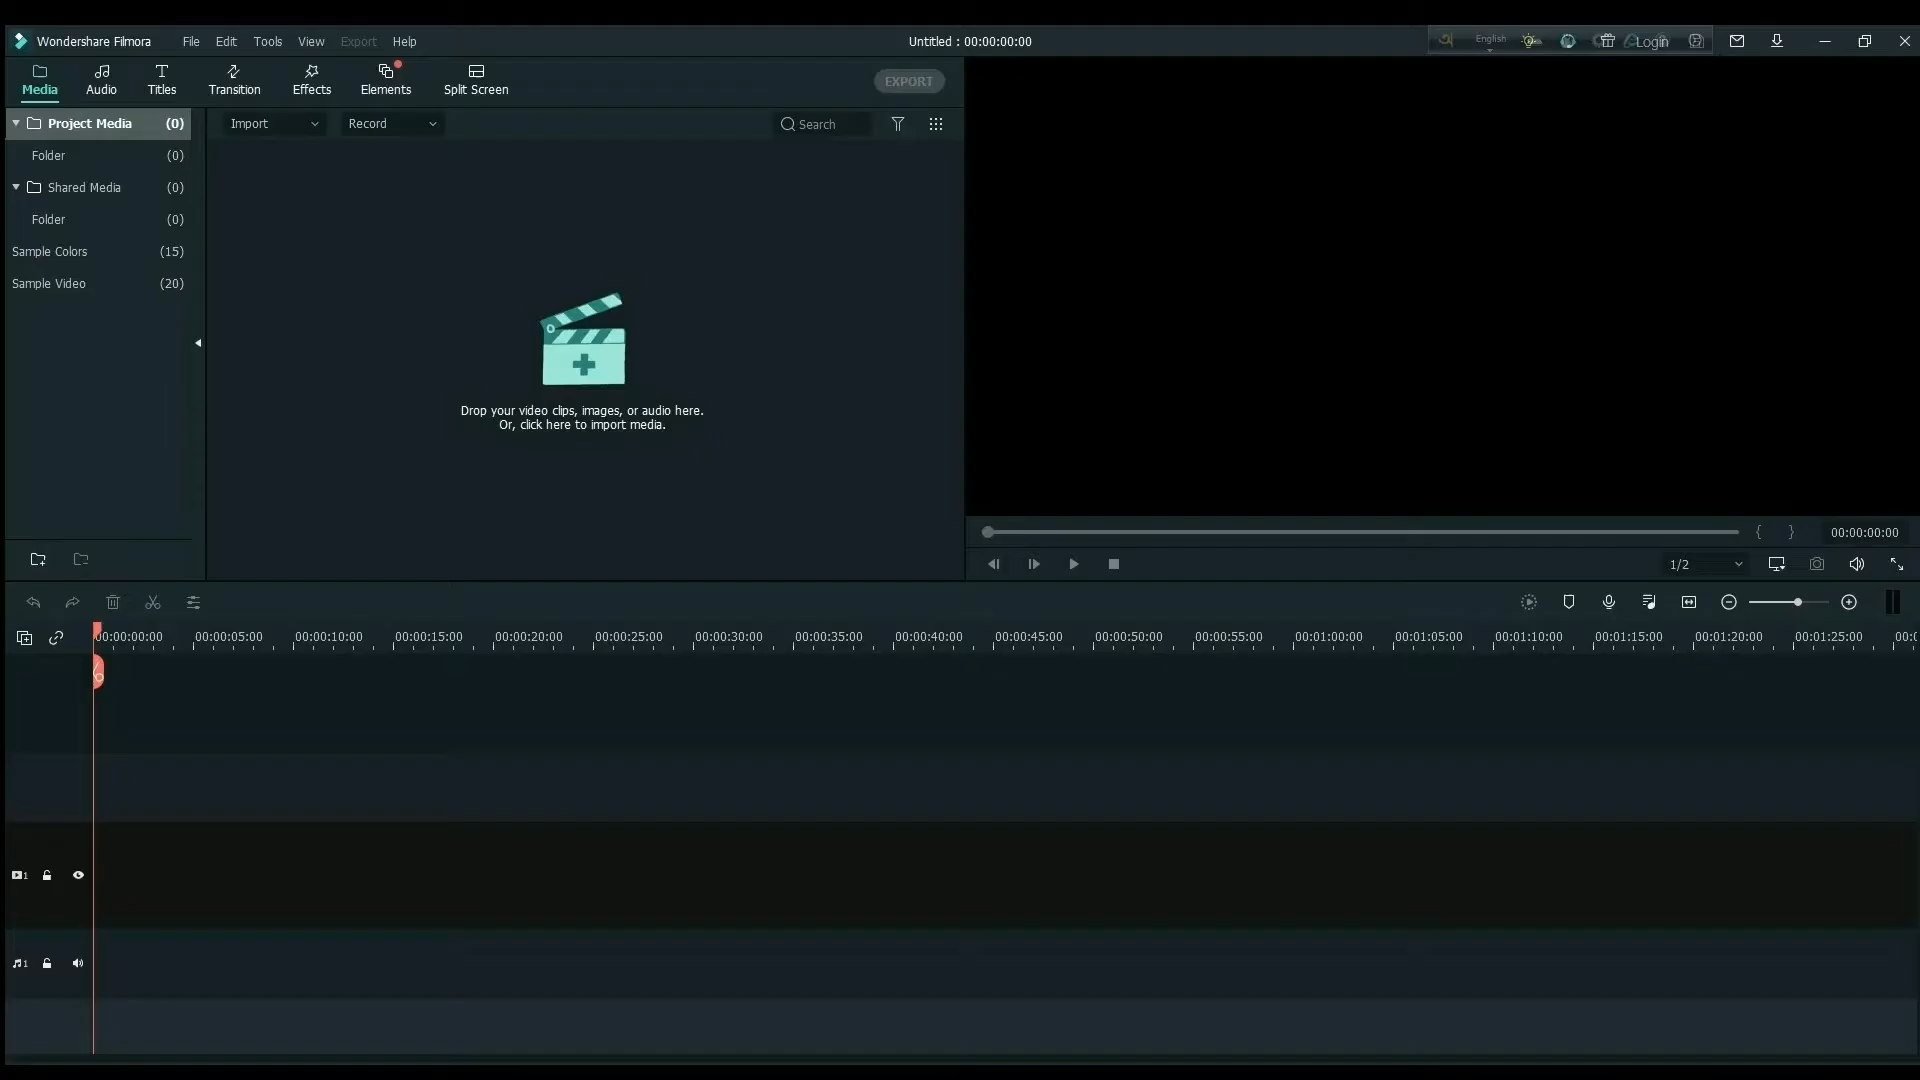 Wondershare Filmora File Edit Tools View Export Help Untitled : 00:00:00:00 English Login
Media Audio Titles Transition Effects Elements Split Screen EXPORT
Project Media (0) Import Record Search
Folder (0)
Shared Media (0)
Folder (0)
Sample Colors (15)
Sample Video (20)
Drop your video clips, images, or audio here.
Or, click here to import media.
{ } 00:00:00:00
1/2
00:00:00:00 00:00:05:00 00:00:10:00 00:00:15:00 00:00:20:00 00:00:25:00 00:00:30:00 00:00:35:00 00:00:40:00 00:00:45:00 00:00:50:00 00:00:55:00 00:01:00:00 00:01:05:00 00:01:10:00 00:01:15:00 00:01:20:00 00:01:25:00
1
1